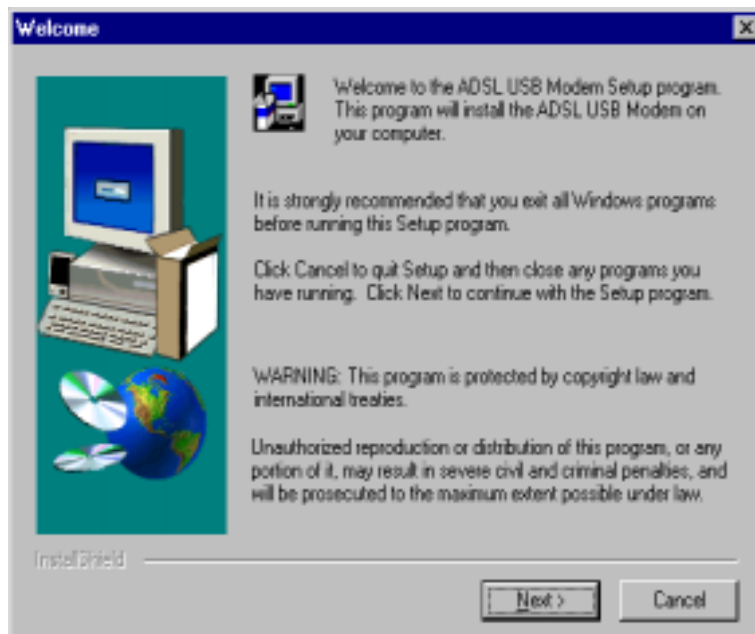 Welcome
Welcome to the ADSL USB Modem Setup program.
This program will install the ADSL USB Modem on
your computer.
It is strongly recommended that you exit all Windows programs
before running this Setup program.
Click Cancel to quit Setup and then close any programs you
have running. Click Next to continue with the Setup program.
WARNING: This program is protected by copyright law and
international treaties.
Unauthorized reproduction or distribution of this program, or any
portion of it, may result in severe civil and criminal penalties, and
will be prosecuted to the maximum extent possible under law.
InstallShield
Next >
Cancel